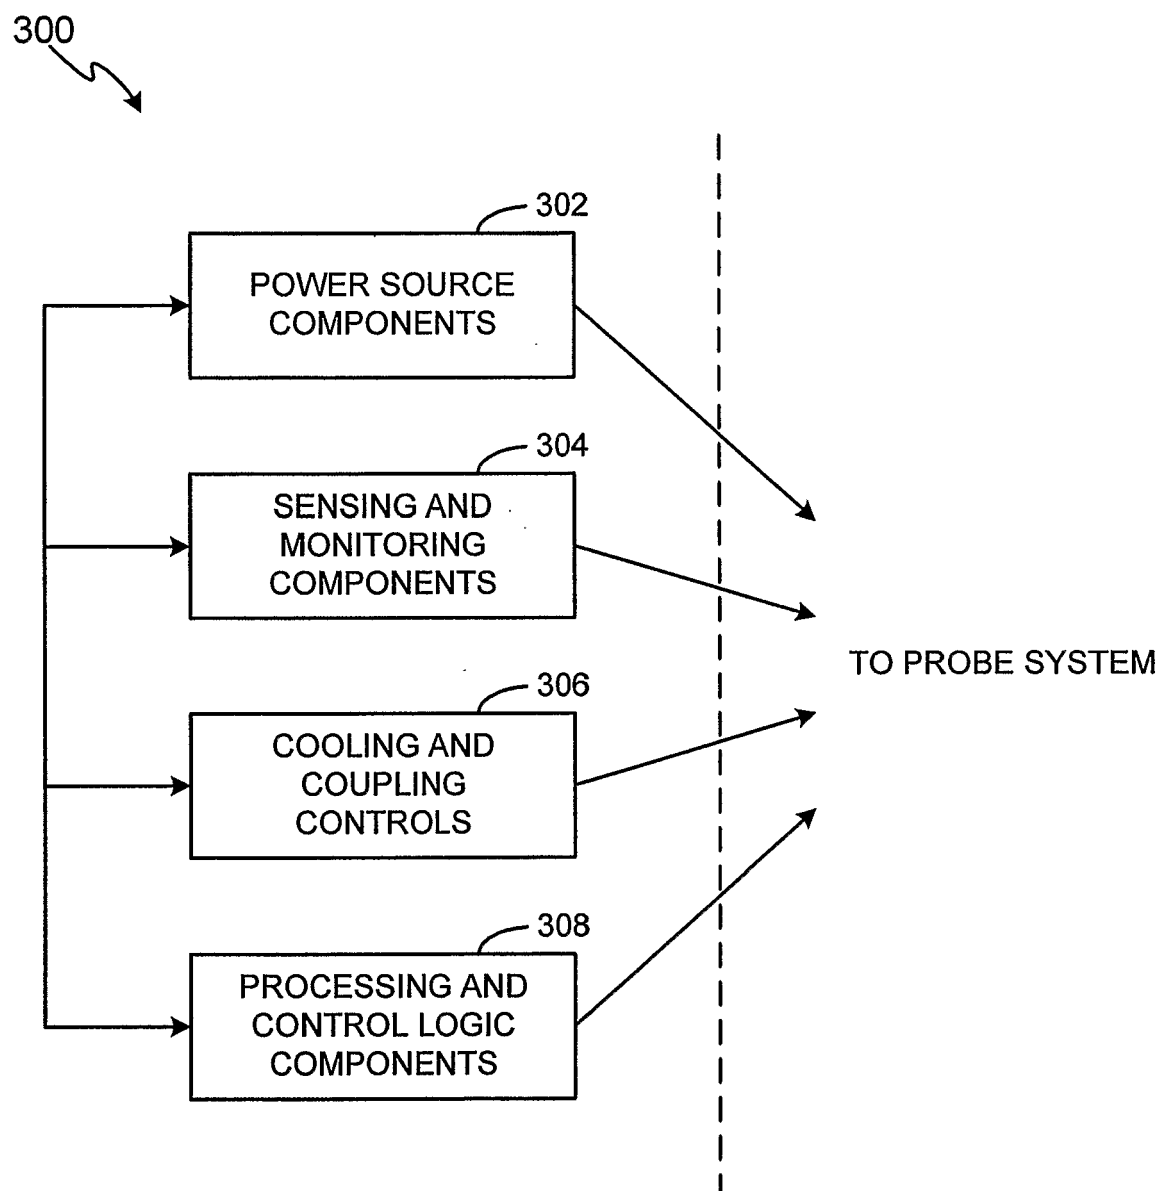 300
302
POWER SOURCE
COMPONENTS
304
SENSING AND
MONITORING
COMPONENTS
TO PROBE SYSTEM
306
COOLING AND
COUPLING
CONTROLS
308
PROCESSING AND
CONTROL LOGIC
COMPONENTS